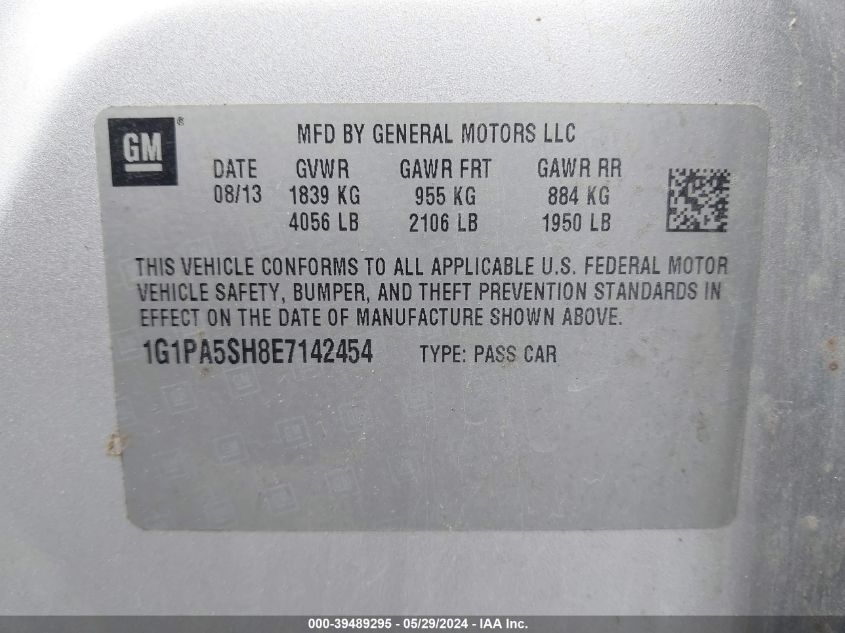 GM ®
MFD BY GENERAL MOTORS LLC
DATE GVWR GAWR FRT GAWR RR
08/13 1839 KG 955 KG 884 KG
4056 LB 2106 LB 1950 LB
THIS VEHICLE CONFORMS TO ALL APPLICABLE U.S. FEDERAL MOTOR
VEHICLE SAFETY, BUMPER, AND THEFT PREVENTION STANDARDS IN
EFFECT ON THE DATE OF MANUFACTURE SHOWN ABOVE.
1G1PA5SH8E7142454 TYPE: PASS CAR
000-39489295 - 05/29/2024 - IAA Inc.